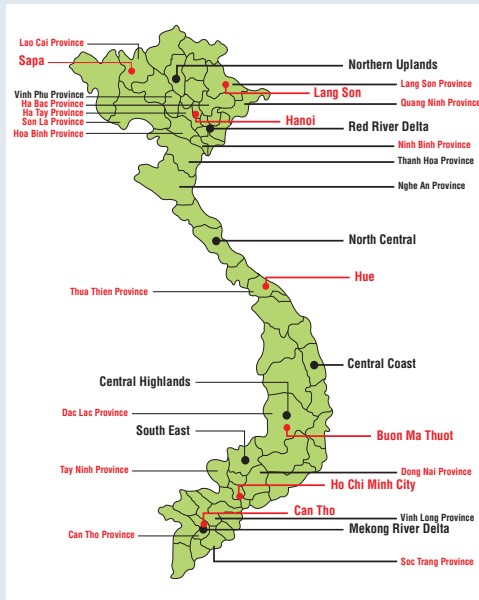 Lao Cai Province
Sapa
Northern Uplands
Lang Son Province
Vinh Phu Province
Lang Son
Ha Bac Province
Quang Ninh Province
Ha Tay Province
Son La Province
Hanoi
Hoa Binh Province
Red River Delta
Ninh Binh Province
Thanh Hoa Province
Nghe An Province
North Central
Hue
Thua Thien Province
Central Coast
Central Highlands
Dac Lac Province
South East
Buon Ma Thuot
Tay Ninh Province
Dong Nai Province
Ho Chi Minh City
Can Tho
Vinh Long Province
Mekong River Delta
Can Tho Province
Soc Trang Province